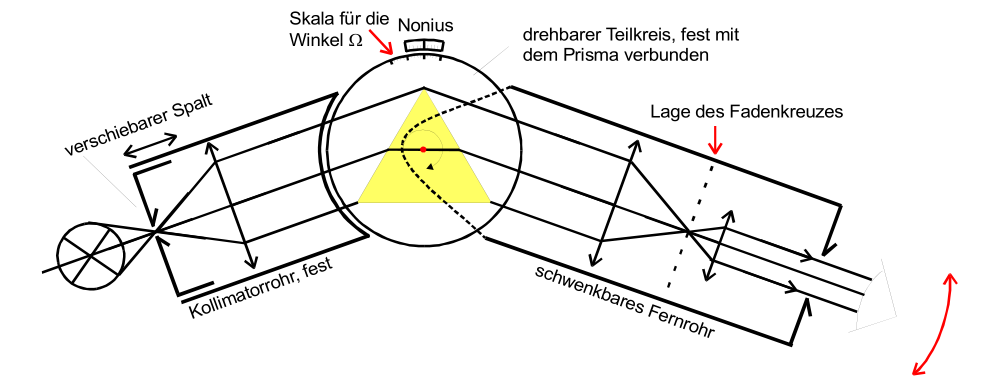 Skala für die
Winkel Ω
Nonius
drehbarer Teilkreis, fest mit
dem Prisma verbunden
verschiebarer Spalt
Lage des Fadenkreuzes
Kollimatorrohr, fest
schwenkbares Fernrohr